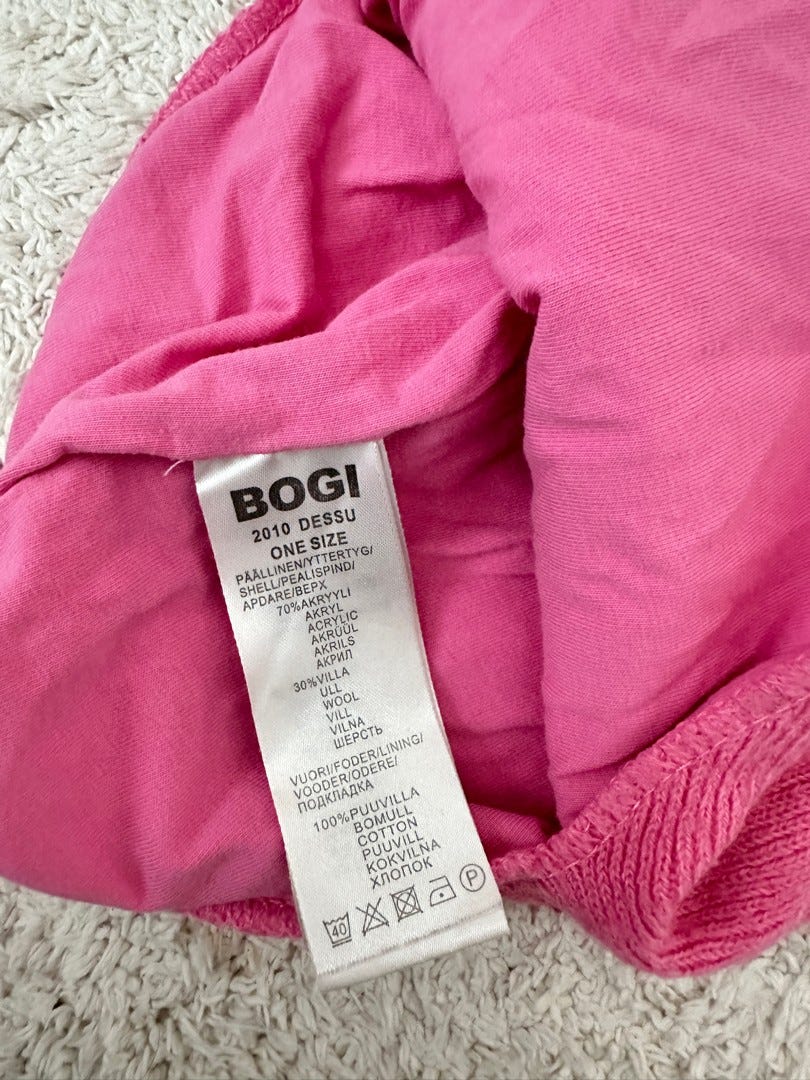 BOGI
2010 DESSU
ONE SIZE
PÄÄLLINEN/YTTERTYG/
SHELL/PEALISPIND/
APDARE/ВЕРХ
70%AKRYYLI
AKRYL
ACRYLIC
AKRÜÜL
AKRILS
АКРИЛ
30%VILLA
ULL
WOOL
VILL
VILNA
ШЕРСТЬ
VUORI/FODER/LINING/
VOODER/ODERE/
ПОДКЛАДКА
100%PUUVILLA
BOMULL
COTTON
PUUVILL
KOKVILNA
ХЛОПОК
40 P